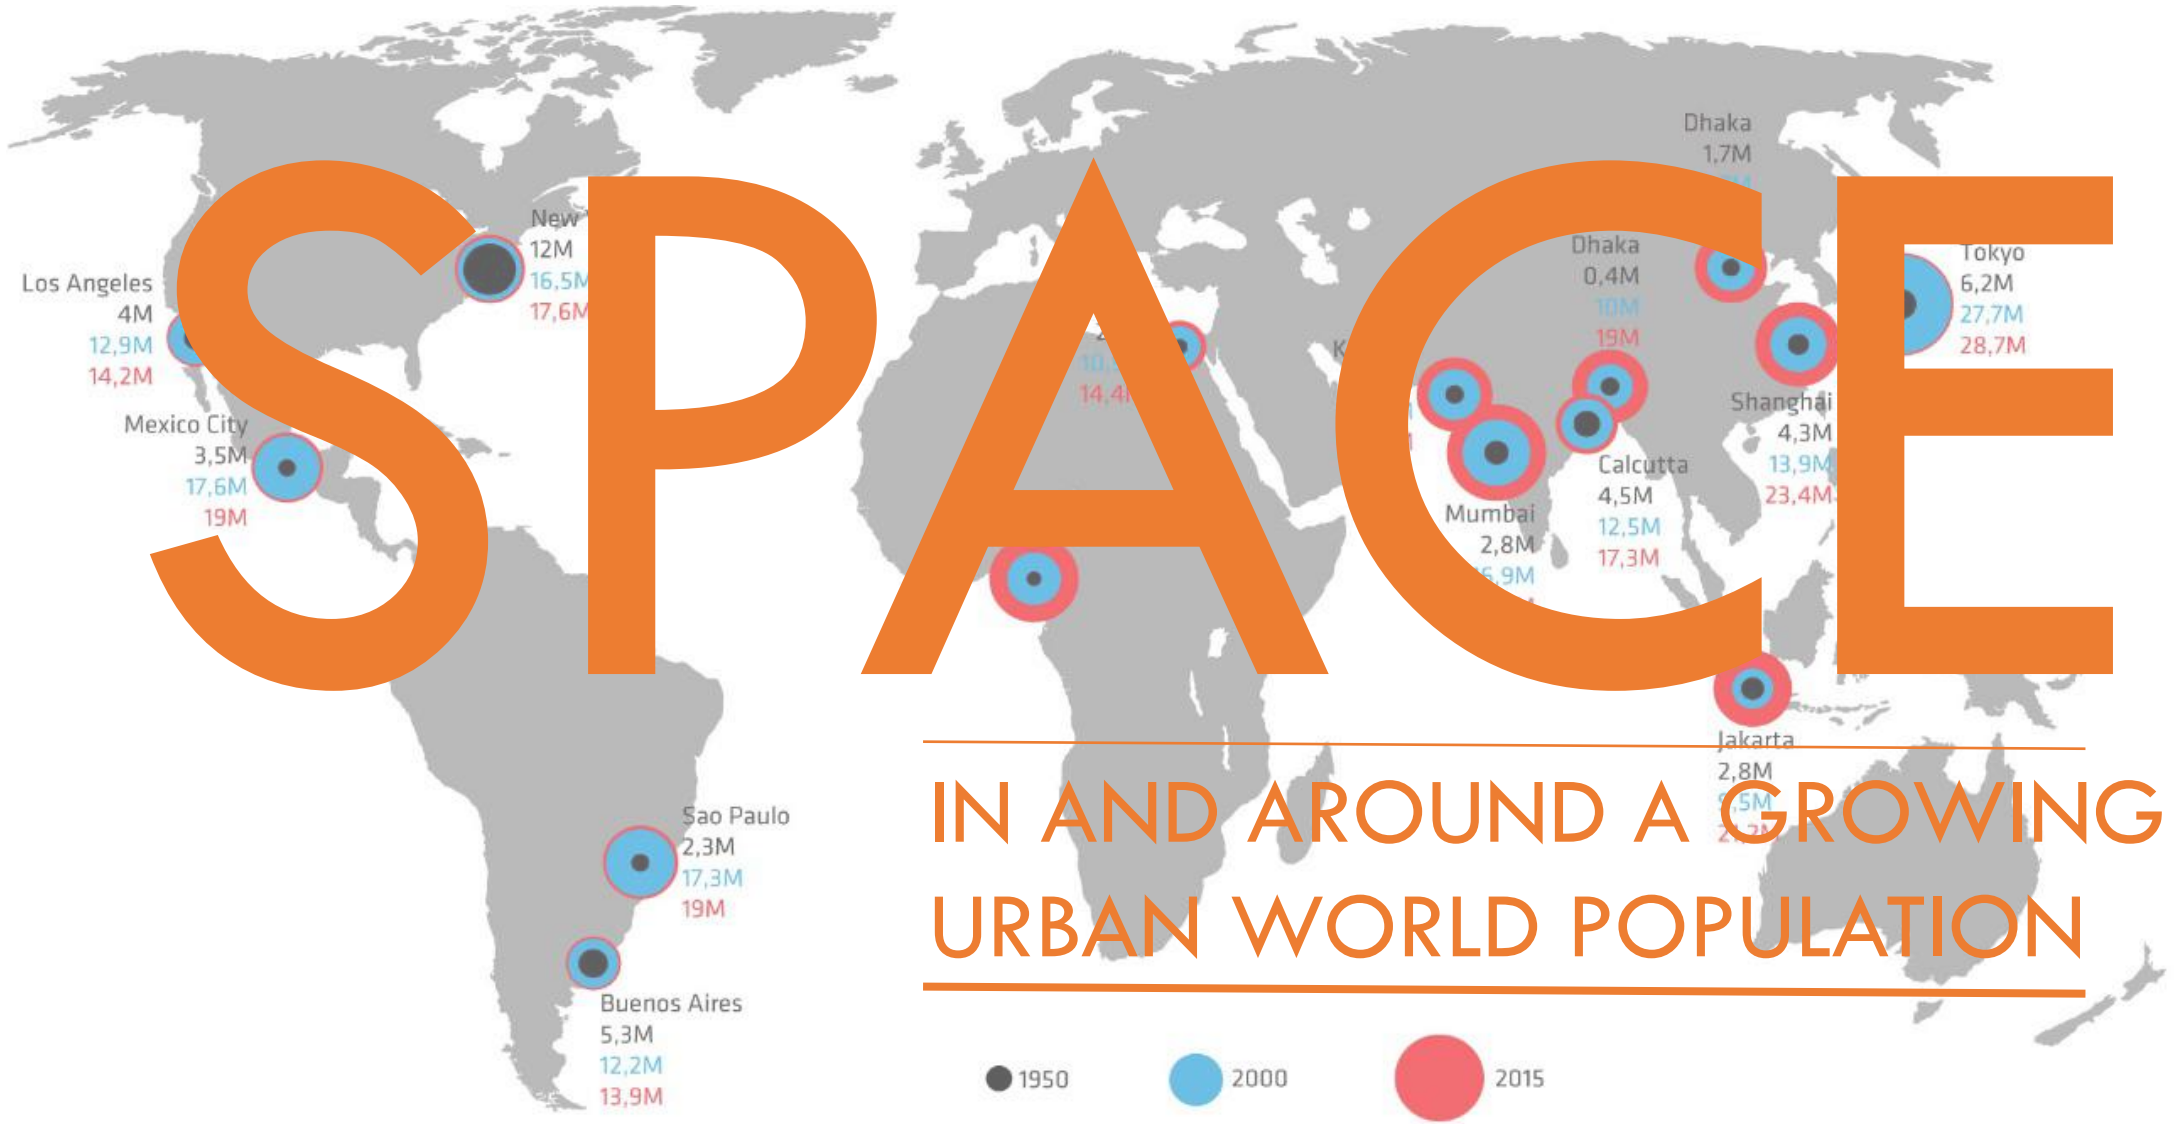 SPACE
IN AND AROUND A GROWING
URBAN WORLD POPULATION
Los Angeles
4M
12,9M
14,2M
Mexico City
3,5M
17,6M
19M
New
12M
16,5M
17,6M
Sao Paulo
2,3M
17,3M
19M
Buenos Aires
5,3M
12,2M
13,9M
14,4
Dhaka
1,7M
Dhaka
0,4M
10M
19M
Mumbai
2,8M
Calcutta
4,5M
12,5M
17,3M
Shanghai
4,3M
13,9M
23,4M
Tokyo
6,2M
27,7M
28,7M
Jakarta
2,8M
1950
2000
2015